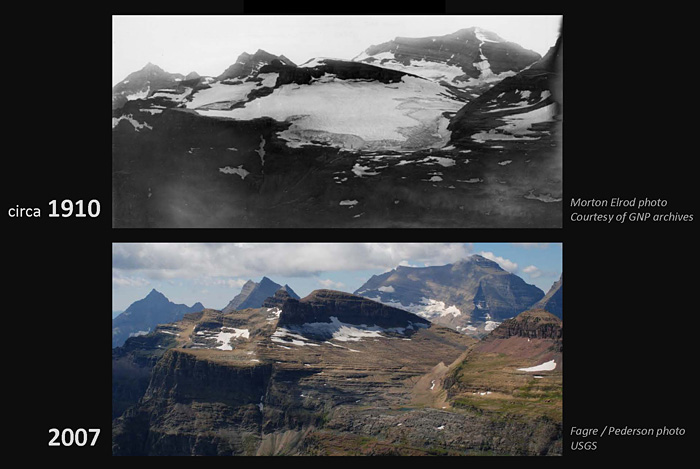 circa 1910
Morton Elrod photo
Courtesy of GNP archives
2007
Fagre / Pederson photo
USGS